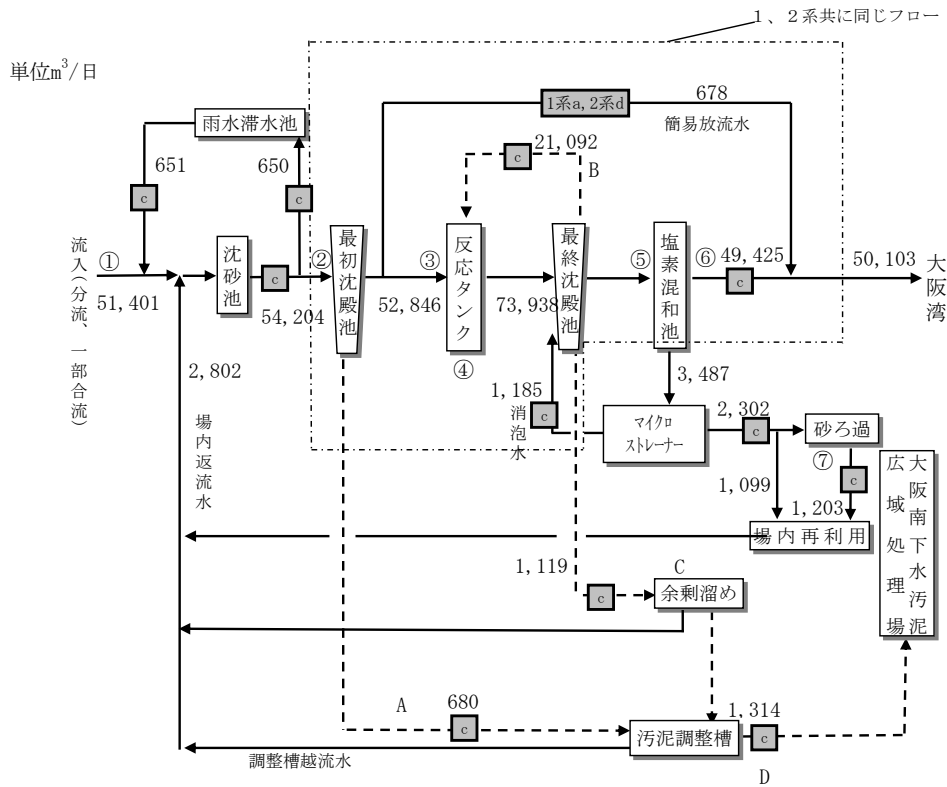 1、2系共に同じフロー
単位m³/日
1系a,2系d
678
簡易放流水
雨水滞水池
21,092
c
B
651
650
c
c
流入(分流、一部合流)
①
51,401
沈砂池
c
54,204
②
最初沈殿池
③
52,846
反応タンク
④
73,938
最終沈殿池
⑤
塩素混和池
⑥
49,425
c
50,103
大阪湾
2,802
場内返流水
1,185
c
消泡水
3,487
マイクロ
ストレーナー
2,302
c
砂ろ過
⑦
c
1,099
1,203
場内再利用
大阪南下水汚泥
広域処理場
1,119
c
C
余剰溜め
A
680
c
汚泥調整槽
1,314
c
D
調整槽越流水